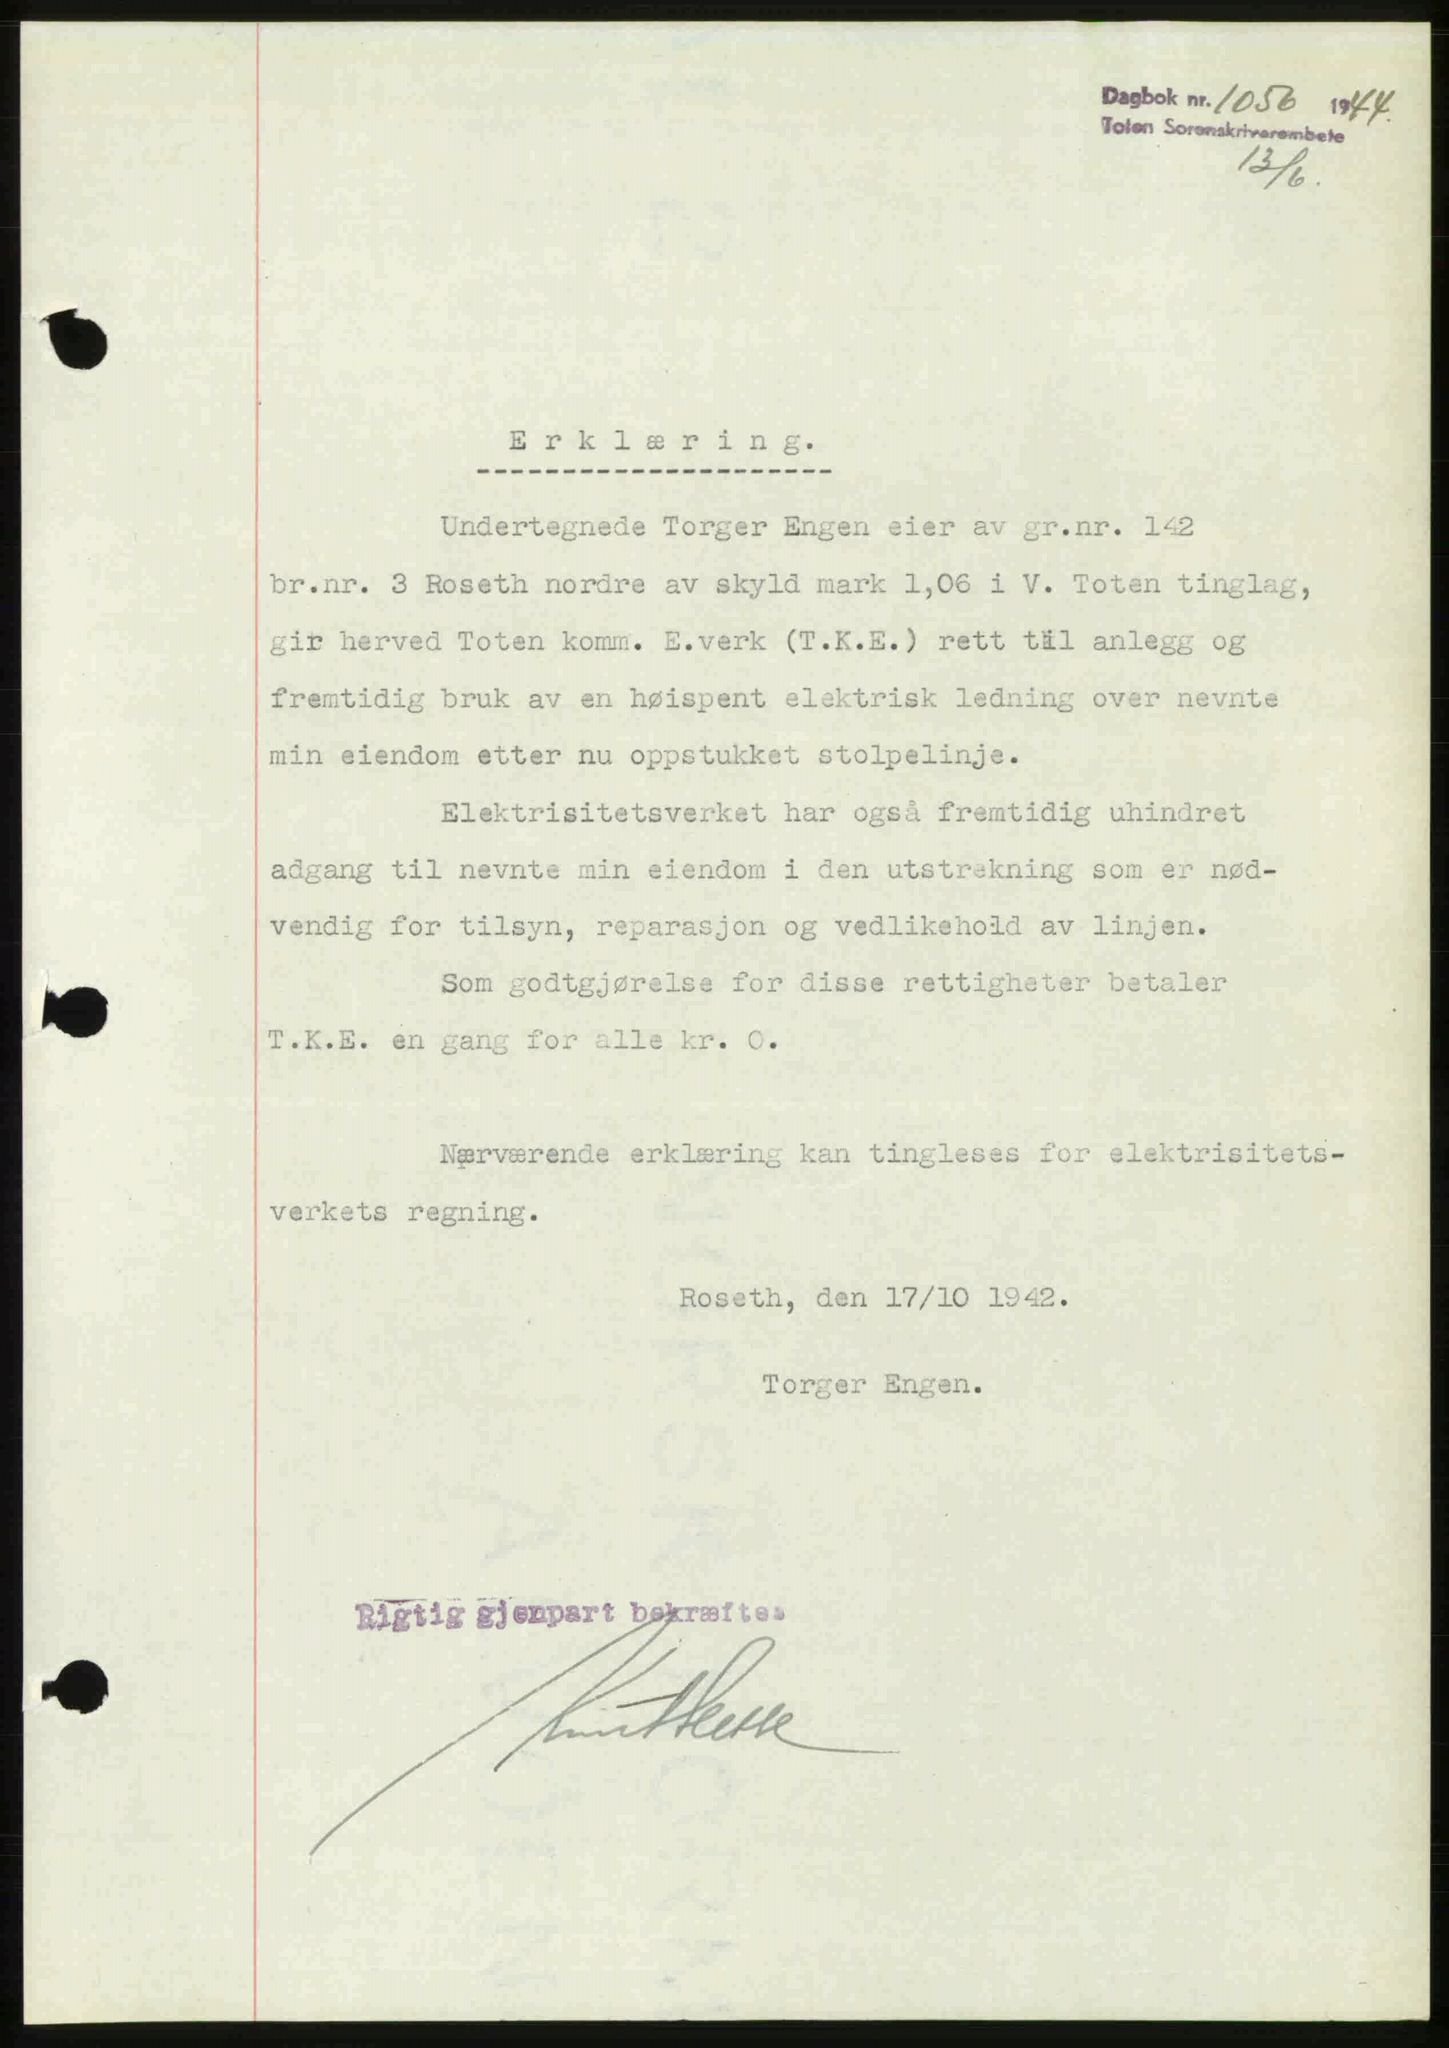 Dagbok nr. 1056 1944.
Toten Sorenskriverembete
13/6.
Erklæring.
Undertegnede Torger Engen eier av gr.nr. 142
br.nr. 3 Roseth nordre av skyld mark 1,06 i V. Toten tinglag,
gir herved Toten komm. E.verk (T.K.E.) rett til anlegg og
fremtidig bruk av en høispent elektrisk ledning over nevnte
min eiendom etter nu oppstukket stolpelinje.
Elektrisitetsverket har også fremtidig uhindret
adgang til nevnte min eiendom i den utstrekning som er nød-
vendig for tilsyn, reparasjon og vedlikehold av linjen.
Som godtgjørelse for disse rettigheter betaler
T.K.E. en gang for alle kr. 0.
Nærværende erklæring kan tingleses for elektrisitets-
verkets regning.
Roseth, den 17/10 1942.
Torger Engen.
Rigtig gjenpart bekræftes